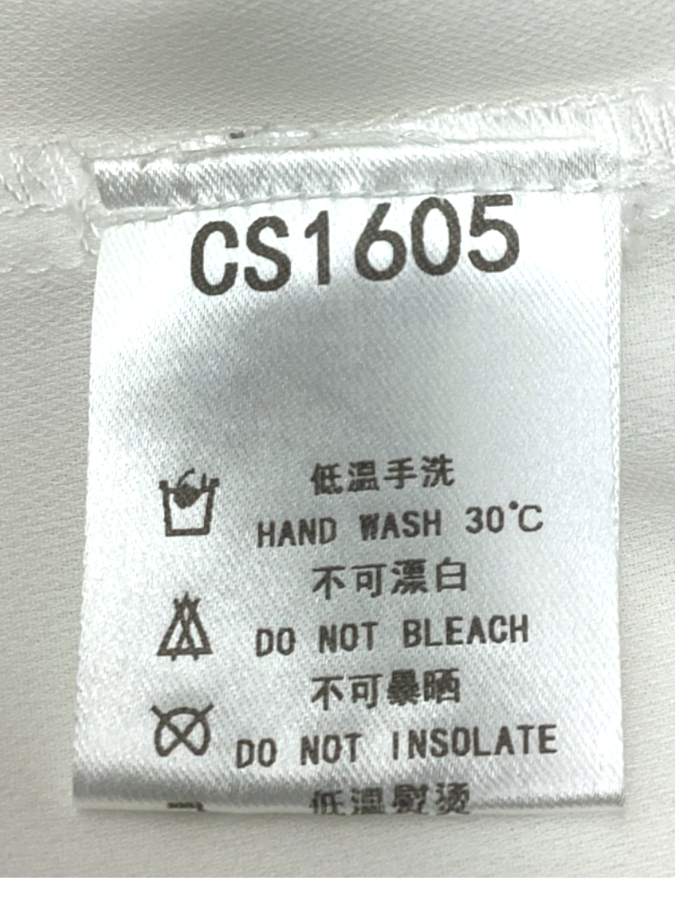 CS1605
低温手洗
HAND WASH 30℃
不可漂白
DO NOT BLEACH
不可暴晒
DO NOT INSOLATE
低温熨烫